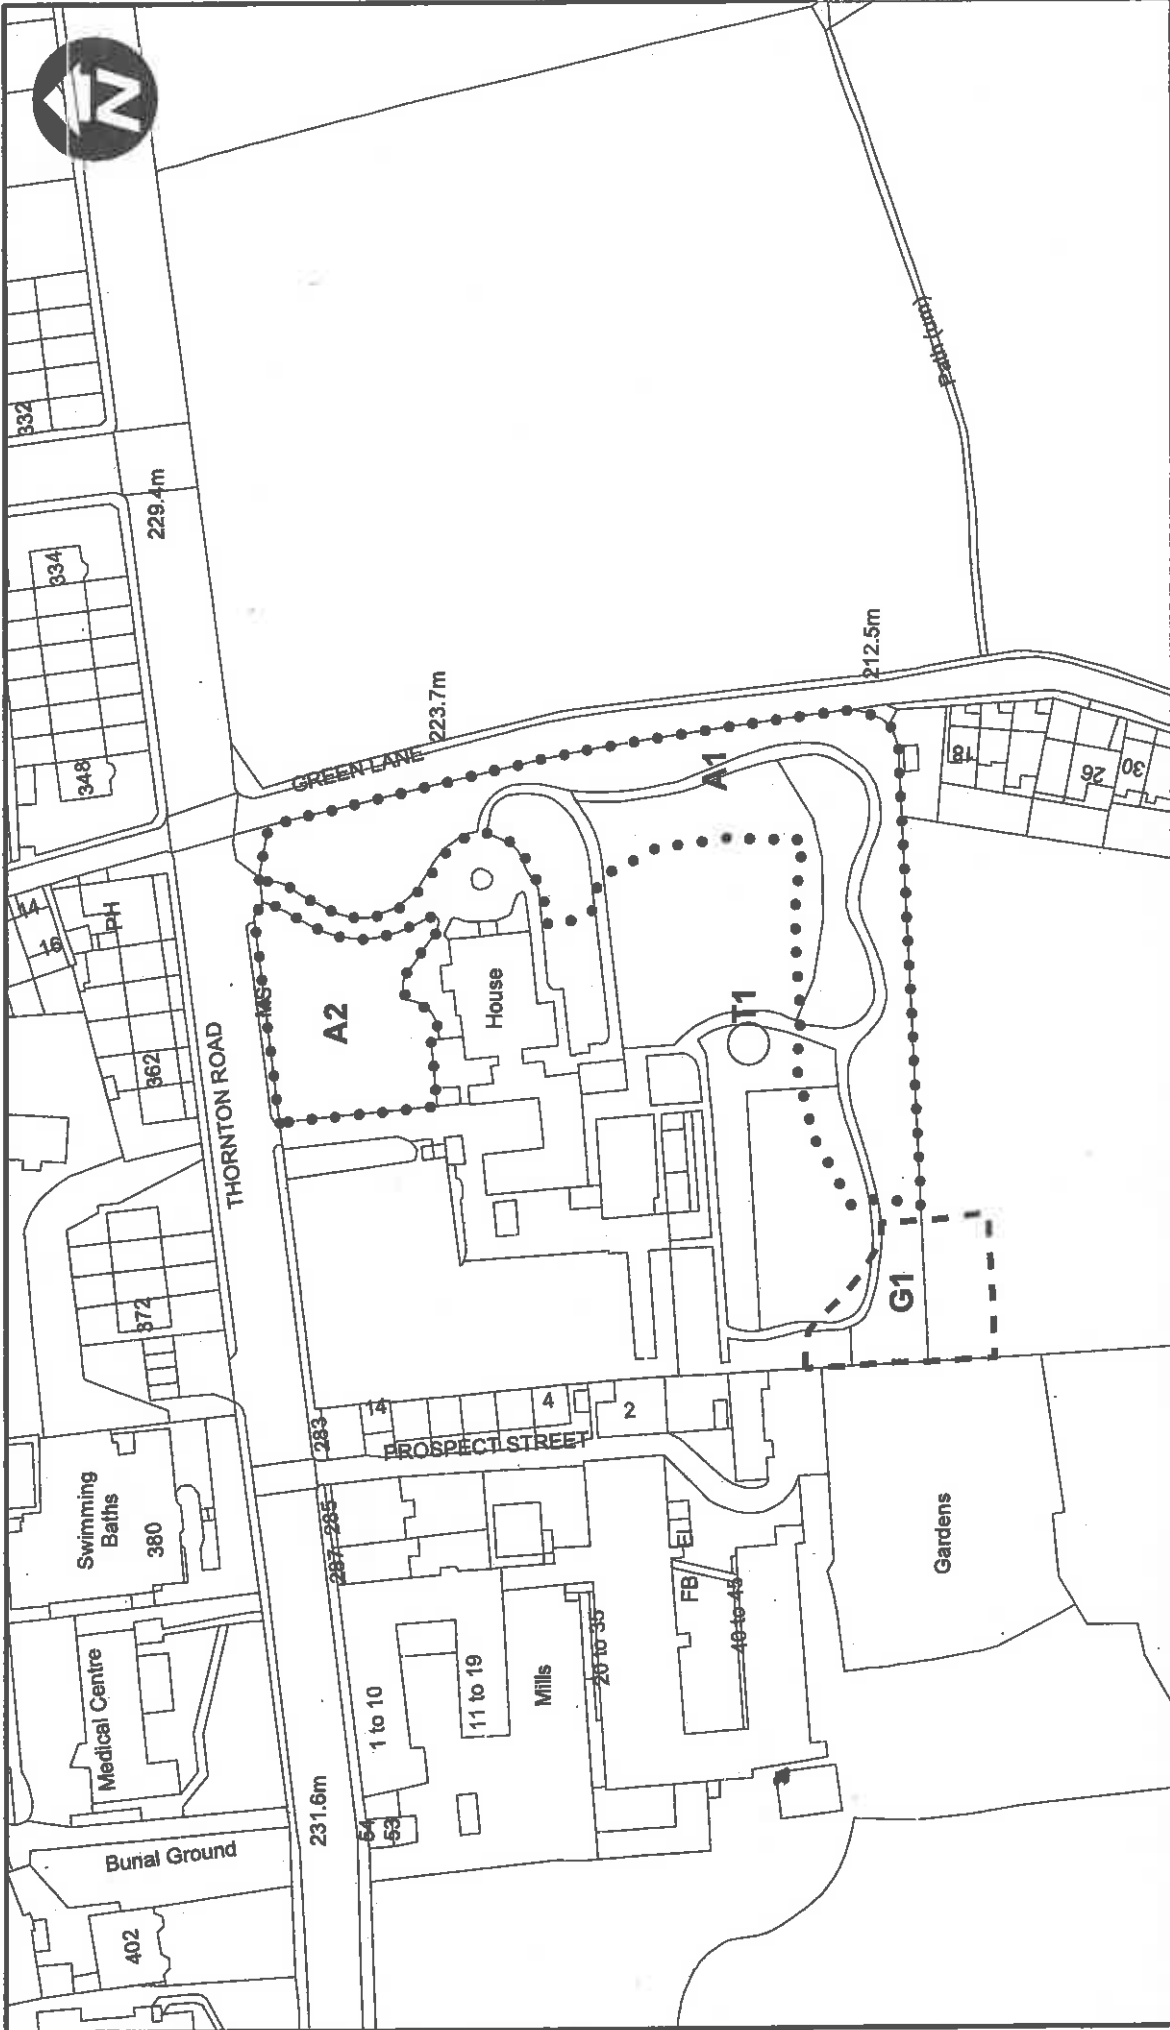 N
332
334
229.4m
348
14
16
PH
362
THORNTON ROAD
372
Swimming
Baths
380
Medical Centre
Burial Ground
402
231.6m
MS
A2
House
GREEN LANE
223.7m
A1
T1
G1
212.5m
Path (um)
18
26
30
283
14
4
2
PROSPECT STREET
285
287
1 to 10
11 to 19
Mills
54
53
20 to 35
FB
El
40 to 45
Gardens